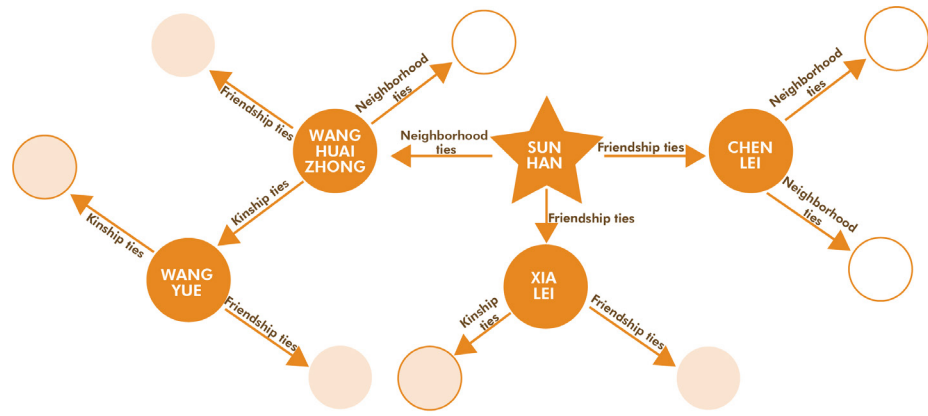 Friendship ties
Neighborhood
ties
WANG
HUAI
ZHONG
Neighborhood
ties
SUN
HAN
Friendship ties
CHEN
LEI
Neighborhood
ties
Neighborhood
ties
Kinship ties
Kinship ties
WANG
YUE
Friendship ties
Friendship ties
XIA
LEI
Kinship
ties
Friendship ties